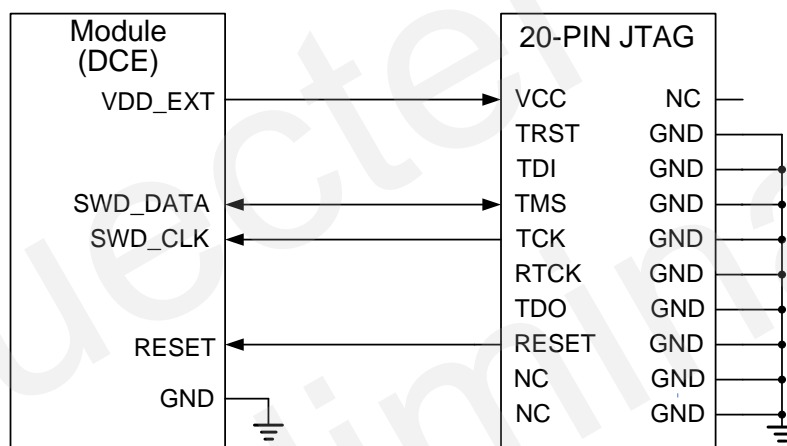 Module
(DCE)
20-PIN JTAG
VDD_EXT
VCC NC
TRST GND
TDI GND
SWD_DATA
TMS GND
SWD_CLK
TCK GND
RTCK GND
TDO GND
RESET
RESET GND
NC GND
GND
NC GND